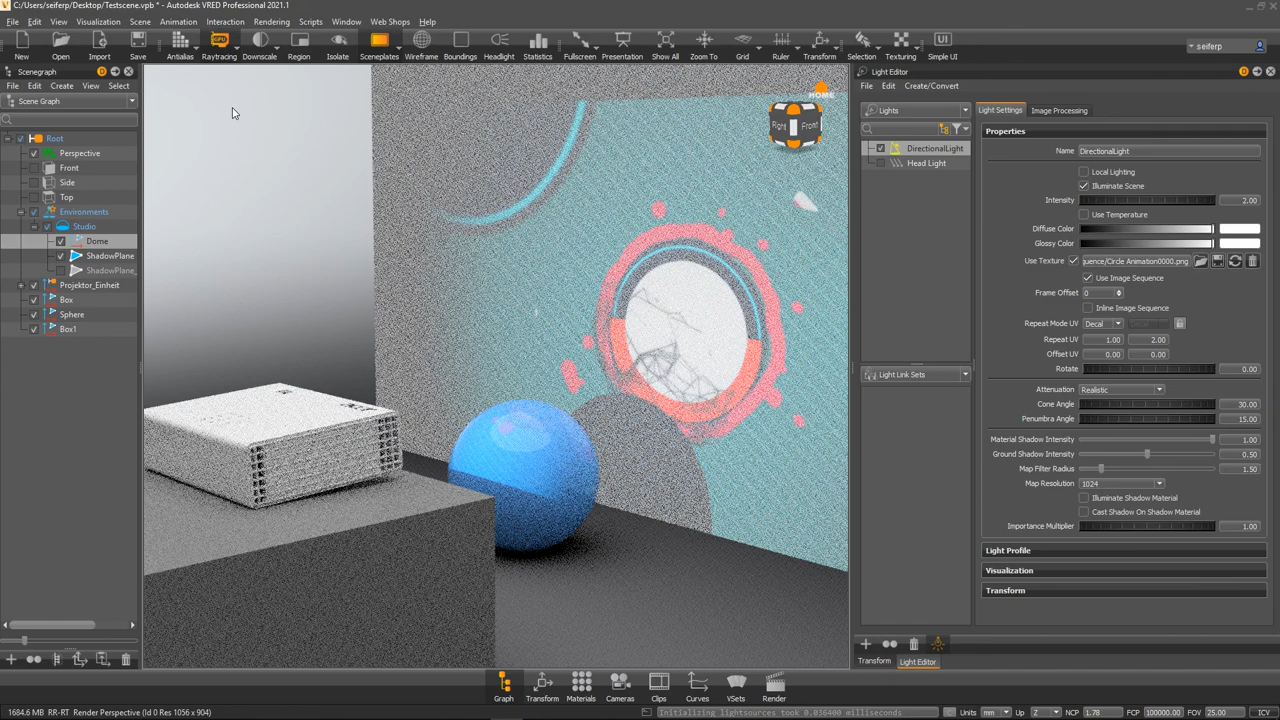 C:/Users/seiferp/Desktop/Testscene.vpb * - Autodesk VRED Professional 2021.1
File Edit View Visualization Scene Animation Interaction Rendering Scripts Window Web Shops Help
New Open Import Save Antialias Raytracing Downscale Region Isolate Sceneplates Wireframe Boundings Headlight Statistics Fullscreen Presentation Show All Zoom To Grid Ruler Transform Selection Texturing Simple UI
seiferp
Scenegraph
File Edit Create View Select
Scene Graph
Root
Perspective
Front
Side
Top
Environments
Studio
Dome
ShadowPlane
ShadowPlane_
Projektor_Einheit
Box
Sphere
Box1
HOME
Right Front
Light Editor
File Edit Create/Convert
Lights
DirectionalLight
Head Light
Light Link Sets
Light Settings Image Processing
Properties
Name DirectionalLight
Local Lighting
Illuminate Scene
Intensity 2.00
Use Temperature
Diffuse Color
Glossy Color
Use Texture quence/Circle Animation0000.png
Use Image Sequence
Frame Offset 0
Inline Image Sequence
Repeat Mode UV Decal
Repeat UV 1.00 2.00
Offset UV 0.00 0.00
Rotate 0.00
Attenuation Realistic
Cone Angle 30.00
Penumbra Angle 15.00
Material Shadow Intensity 1.00
Ground Shadow Intensity 0.50
Map Filter Radius 1.50
Map Resolution 1024
Illuminate Shadow Material
Cast Shadow On Shadow Material
Importance Multiplier 1.00
Light Profile
Visualization
Transform
Transform Light Editor
Graph Transform Materials Cameras Clips Curves VSets Render
1684.6 MB RR-RT: Render Perspective (Id 0 Res 1056 x 904) Initializing lightsources took 0.036400 milliseconds C Units mm Up Z NCP 1.78 FCP 100000.00 FOV 25.00 ICV